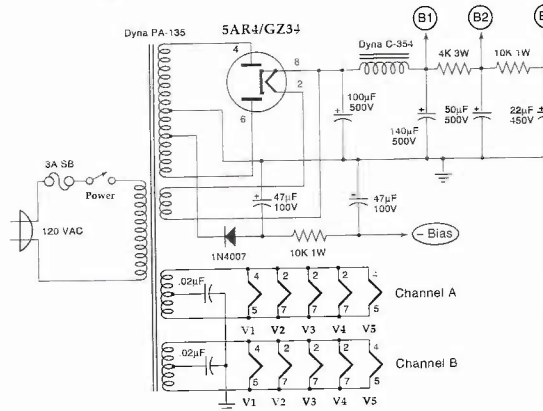 B1
B2
Dyna PA-135
5AR4/GZ34
4
8
2
6
Dyna C-354
4K 3W
10K 1W
100µF
500V
140µF
500V
50µF
500V
22µF
450V
3A SB
Power
120 VAC
47µF
100V
47µF
100V
1N4007
10K 1W
– Bias
.02µF
4 2 2 2 4
5 7 7 7 5
V1 V2 V3 V4 V5
Channel A
.02µF
4 2 2 2 4
5 7 7 7 5
V1 V2 V3 V4 V5
Channel B